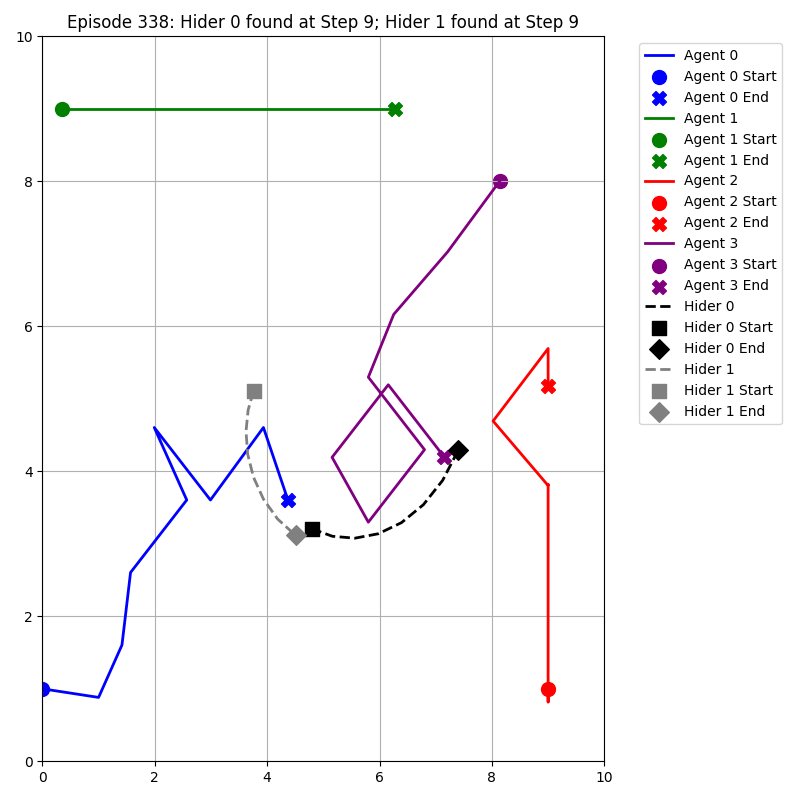 Episode 338: Hider 0 found at Step 9; Hider 1 found at Step 9
10
8
6
4
2
0
0 2 4 6 8 10
Agent 0
Agent 0 Start
Agent 0 End
Agent 1
Agent 1 Start
Agent 1 End
Agent 2
Agent 2 Start
Agent 2 End
Agent 3
Agent 3 Start
Agent 3 End
Hider 0
Hider 0 Start
Hider 0 End
Hider 1
Hider 1 Start
Hider 1 End